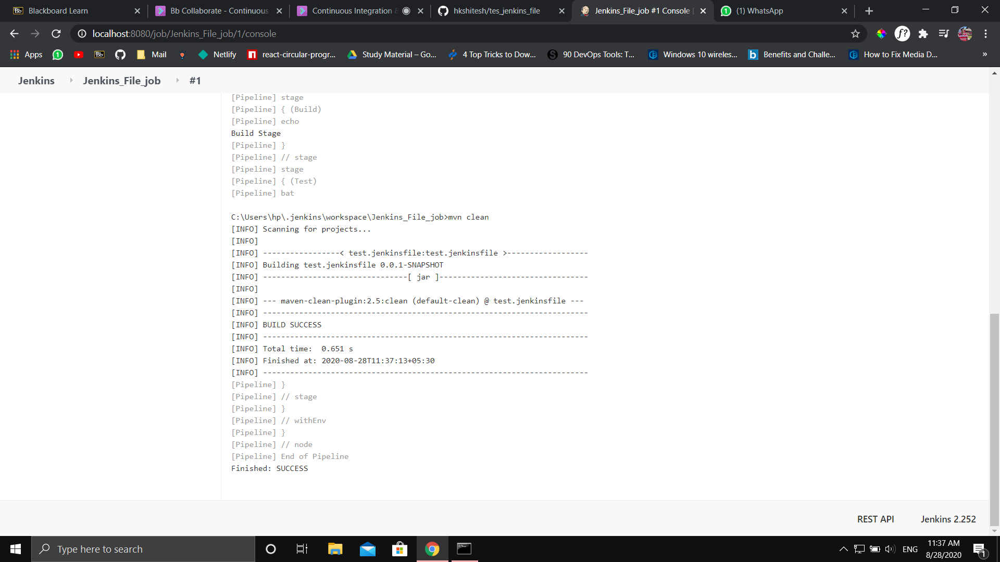 Blackboard Learn
Bb Collaborate - Continuous
Continuous Integration &
hkshitesh/tes_jenkins_file
Jenkins_File_job #1 Console [
(1) WhatsApp
localhost:8080/job/Jenkins_File_job/1/console
f?
Apps
1
Bb
Mail
Netlify
react-circular-progr...
Study Material – Go...
4 Top Tricks to Dow...
90 DevOps Tools: T...
Windows 10 wireles...
Benefits and Challe...
How to Fix Media D...
»
Jenkins
Jenkins_File_job
#1
[Pipeline] stage
[Pipeline] { (Build)
[Pipeline] echo
Build Stage
[Pipeline] }
[Pipeline] // stage
[Pipeline] stage
[Pipeline] { (Test)
[Pipeline] bat
C:\Users\hp\.jenkins\workspace\Jenkins_File_job>mvn clean
[INFO] Scanning for projects...
[INFO]
[INFO] -----------------< test.jenkinsfile:test.jenkinsfile >------------------
[INFO] Building test.jenkinsfile 0.0.1-SNAPSHOT
[INFO] --------------------------------[ jar ]---------------------------------
[INFO]
[INFO] --- maven-clean-plugin:2.5:clean (default-clean) @ test.jenkinsfile ---
[INFO] ------------------------------------------------------------------------
[INFO] BUILD SUCCESS
[INFO] ------------------------------------------------------------------------
[INFO] Total time:  0.651 s
[INFO] Finished at: 2020-08-28T11:37:13+05:30
[INFO] ------------------------------------------------------------------------
[Pipeline] }
[Pipeline] // stage
[Pipeline] }
[Pipeline] // withEnv
[Pipeline] }
[Pipeline] // node
[Pipeline] End of Pipeline
Finished: SUCCESS
REST API
Jenkins 2.252
Type here to search
ENG
11:37 AM
8/28/2020
1